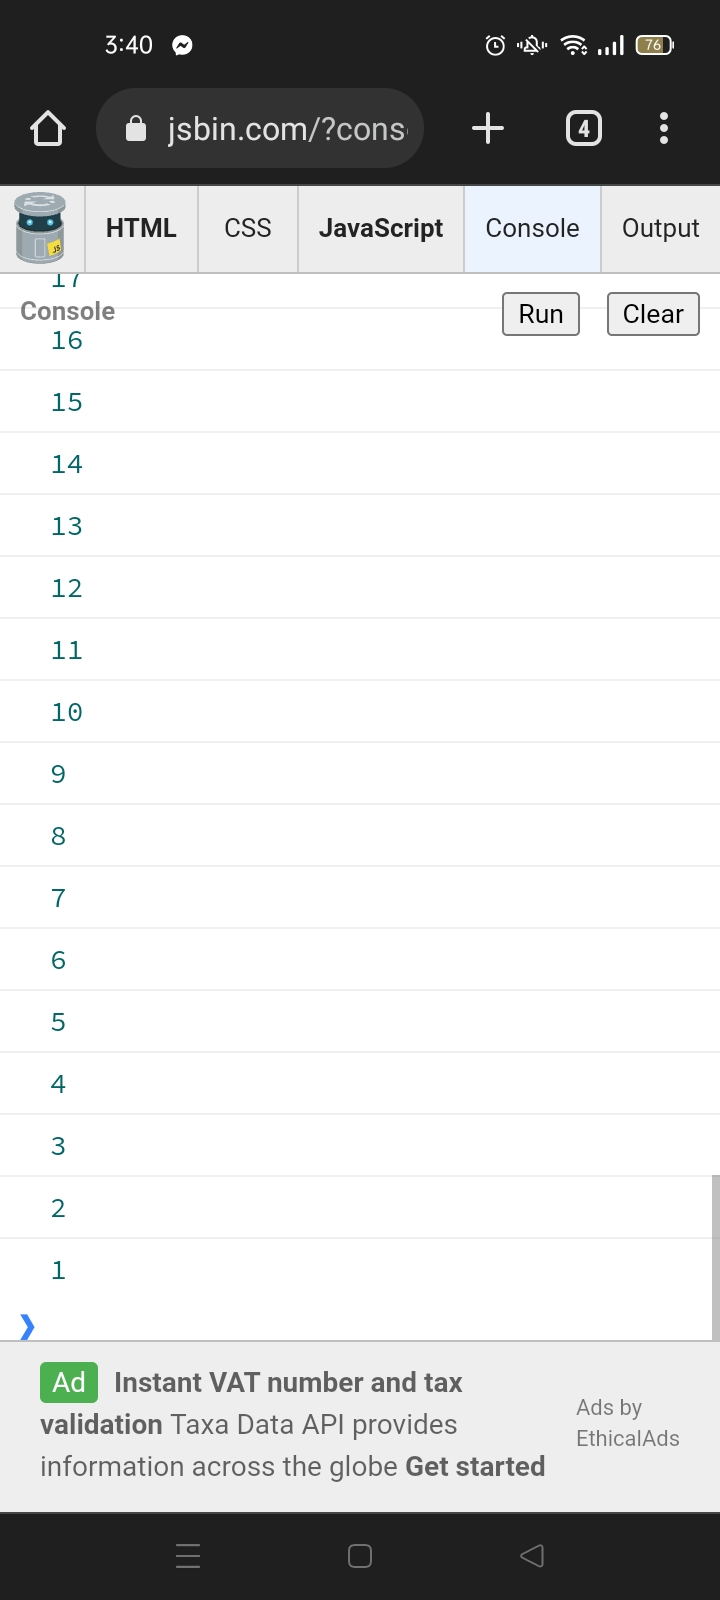 3:40
76
jsbin.com/?cons
4
HTML
CSS
JavaScript
Console
Output
17
Console
Run
Clear
16
15
14
13
12
11
10
9
8
7
6
5
4
3
2
1
Ad Instant VAT number and tax
validation Taxa Data API provides
information across the globe Get started
Ads by
EthicalAds